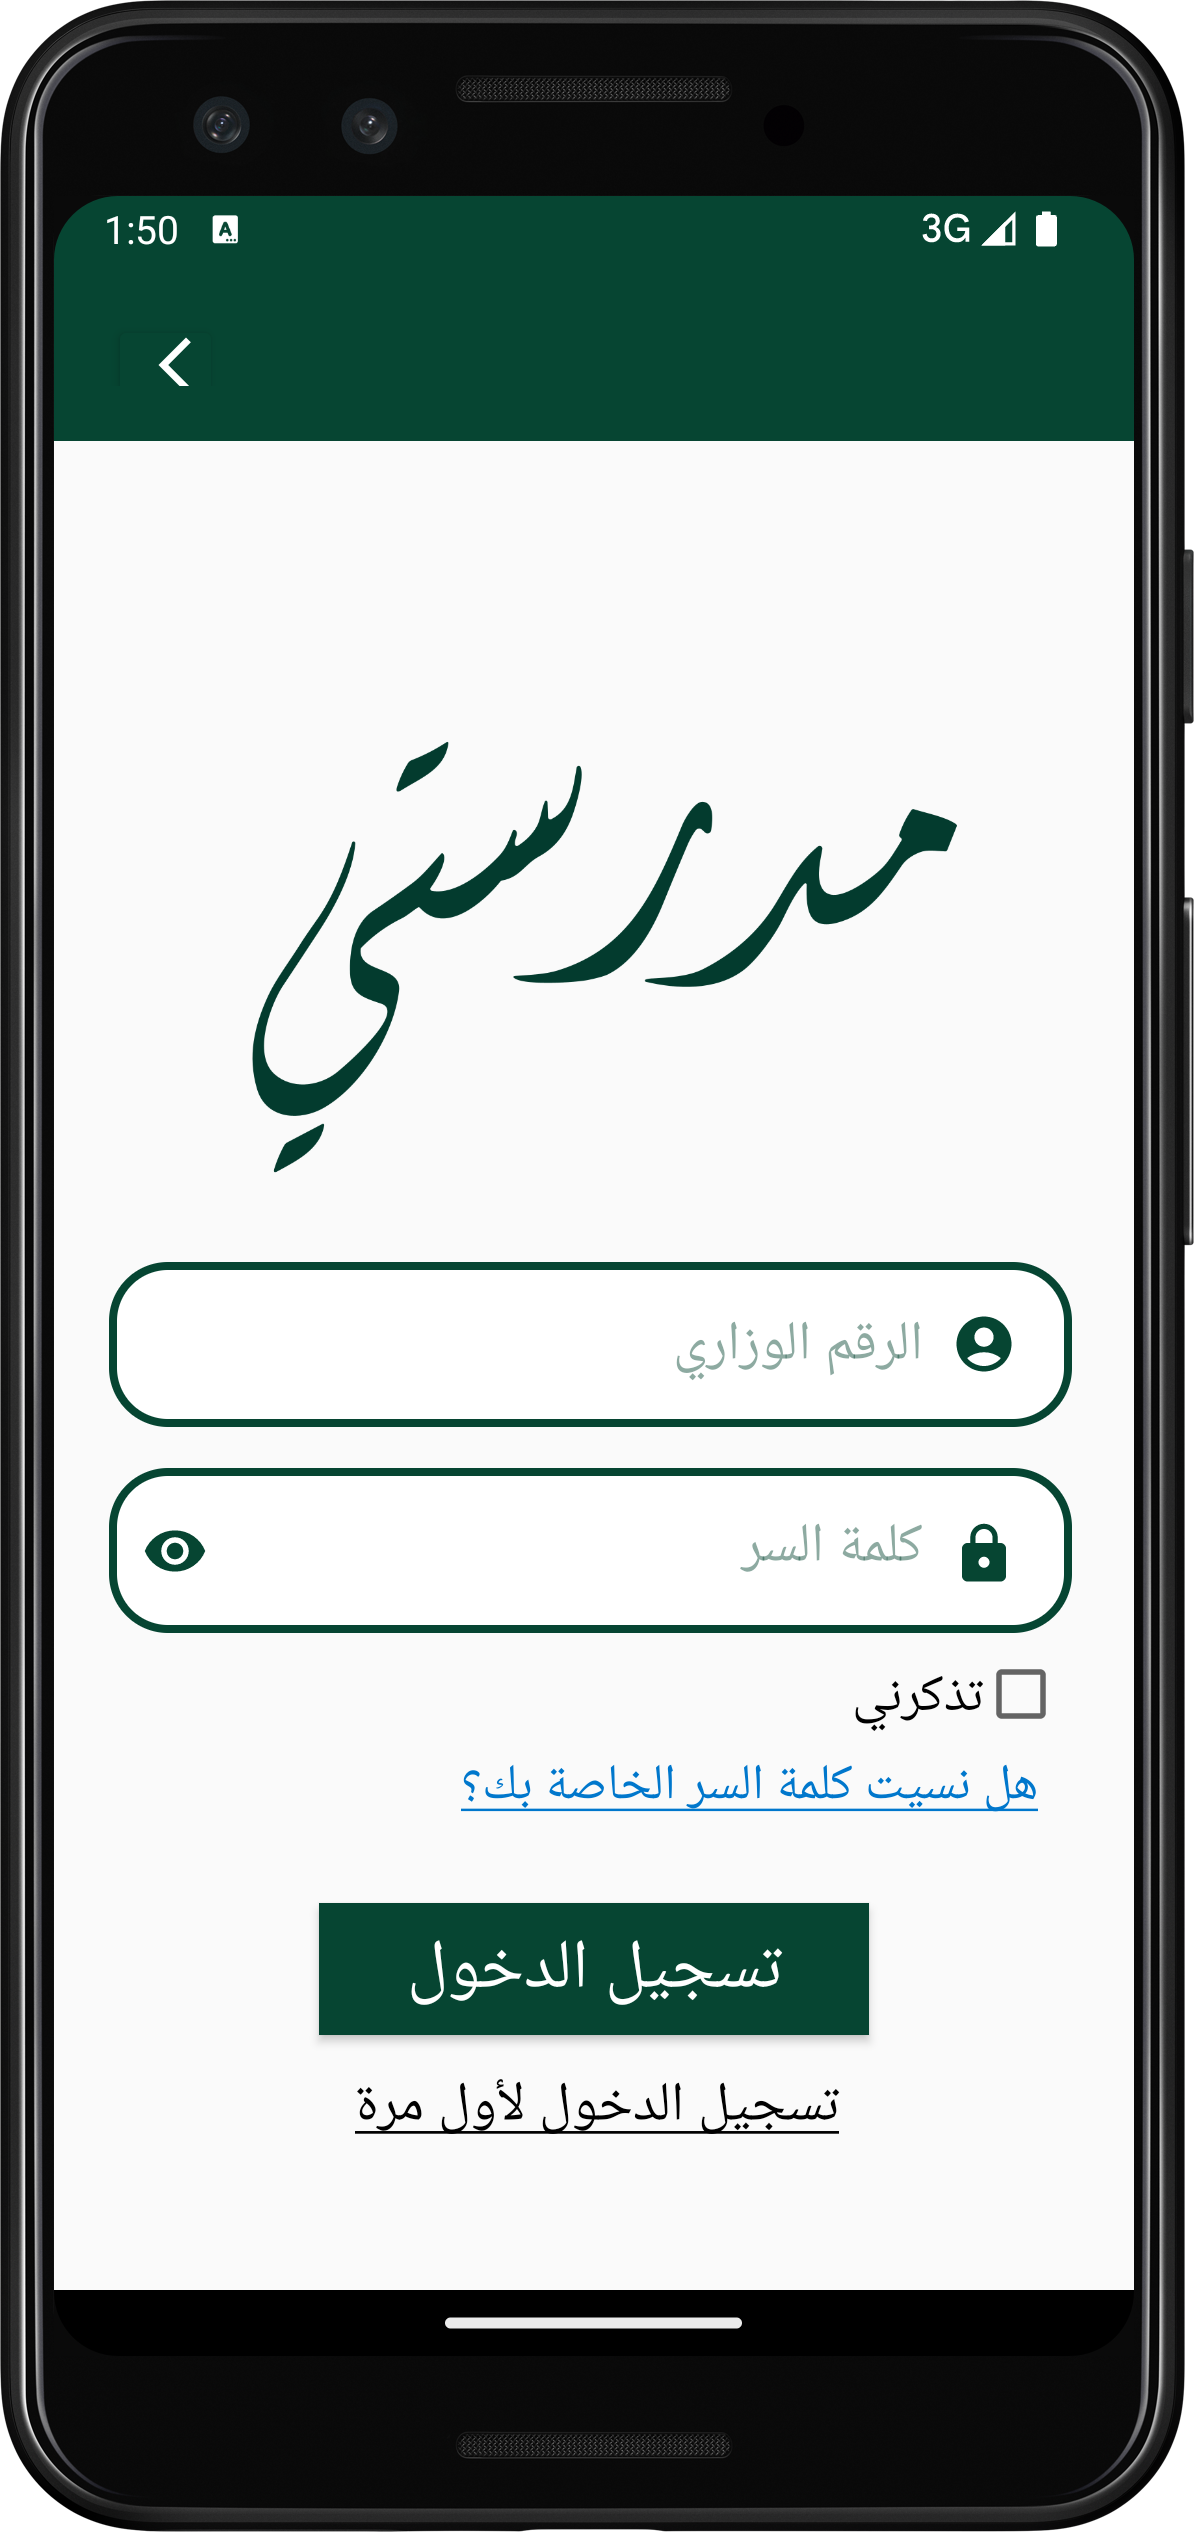 1:50
3G
مدرستي
الرقم الوزاري
كلمة السر
تذكرني
هل نسيت كلمة السر الخاصة بك؟
تسجيل الدخول
تسجيل الدخول لأول مرة